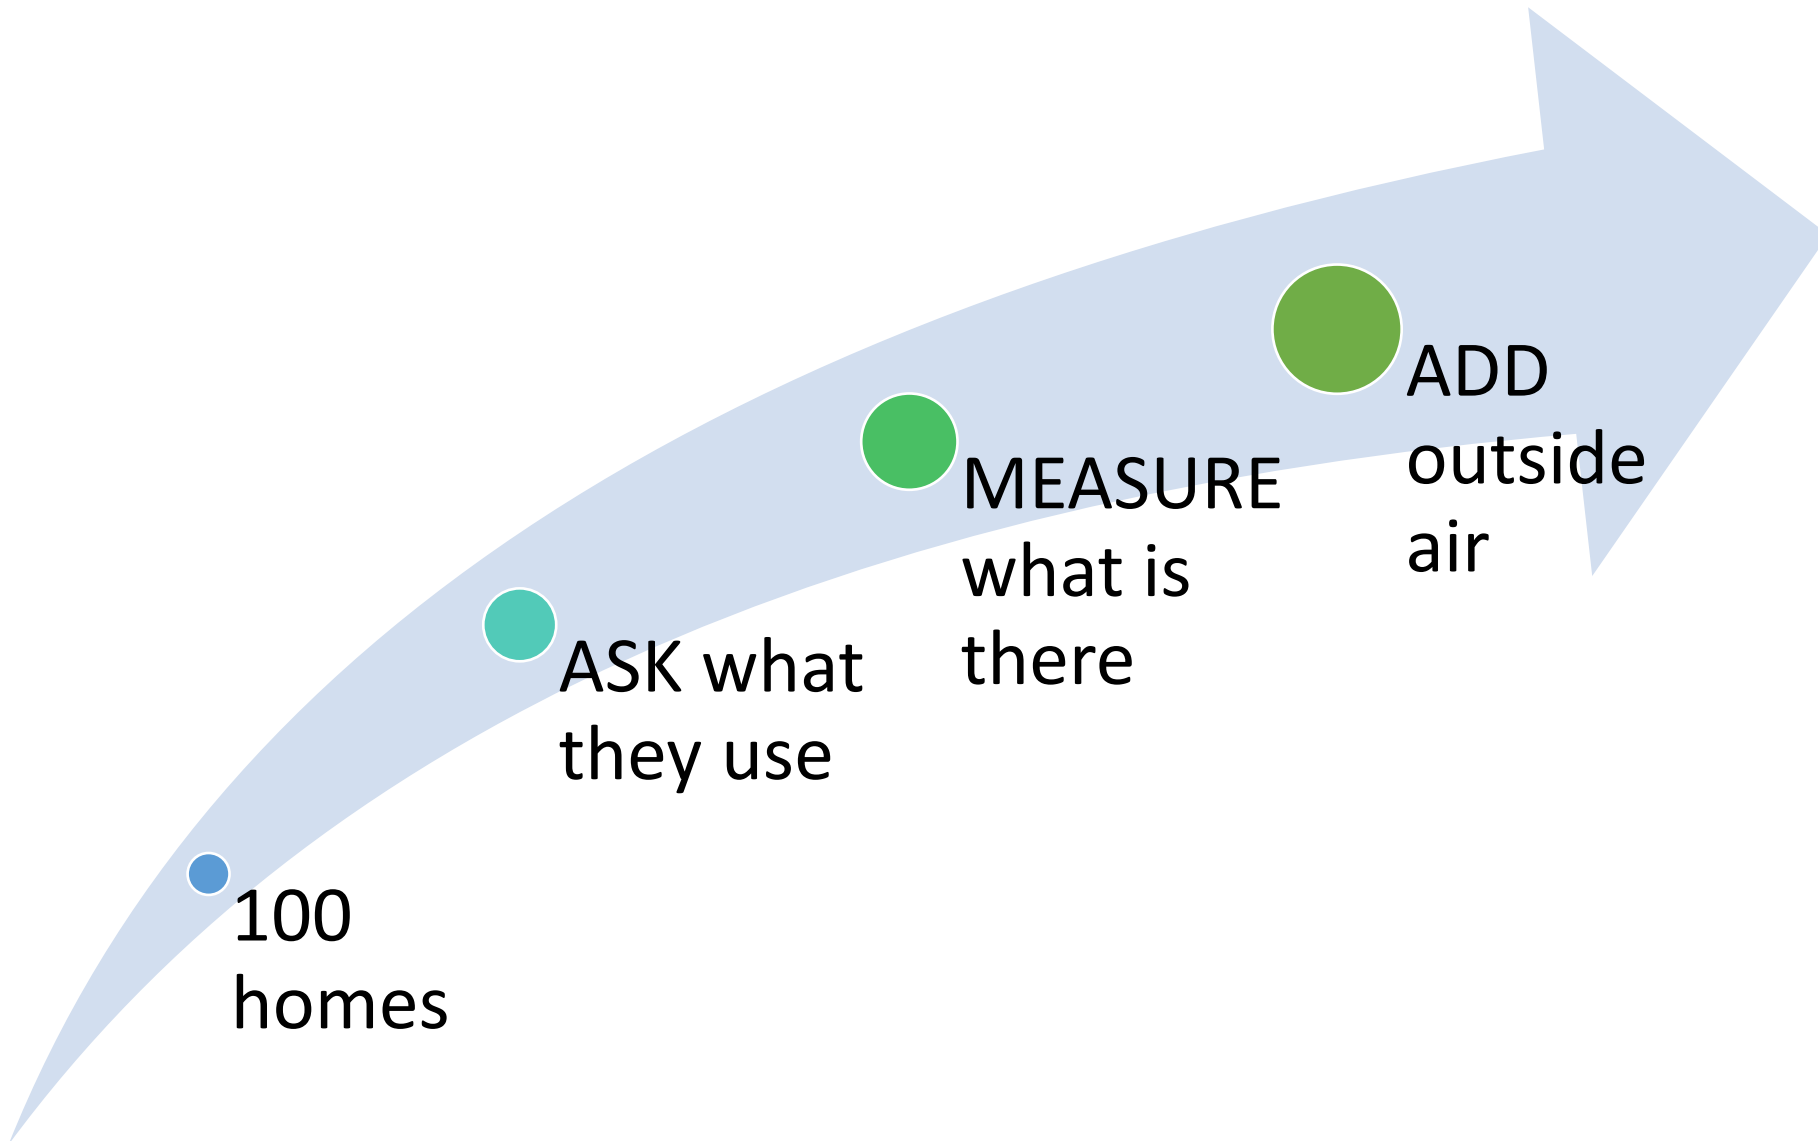 100
homes
ASK what
they use
MEASURE
what is
there
ADD
outside
air